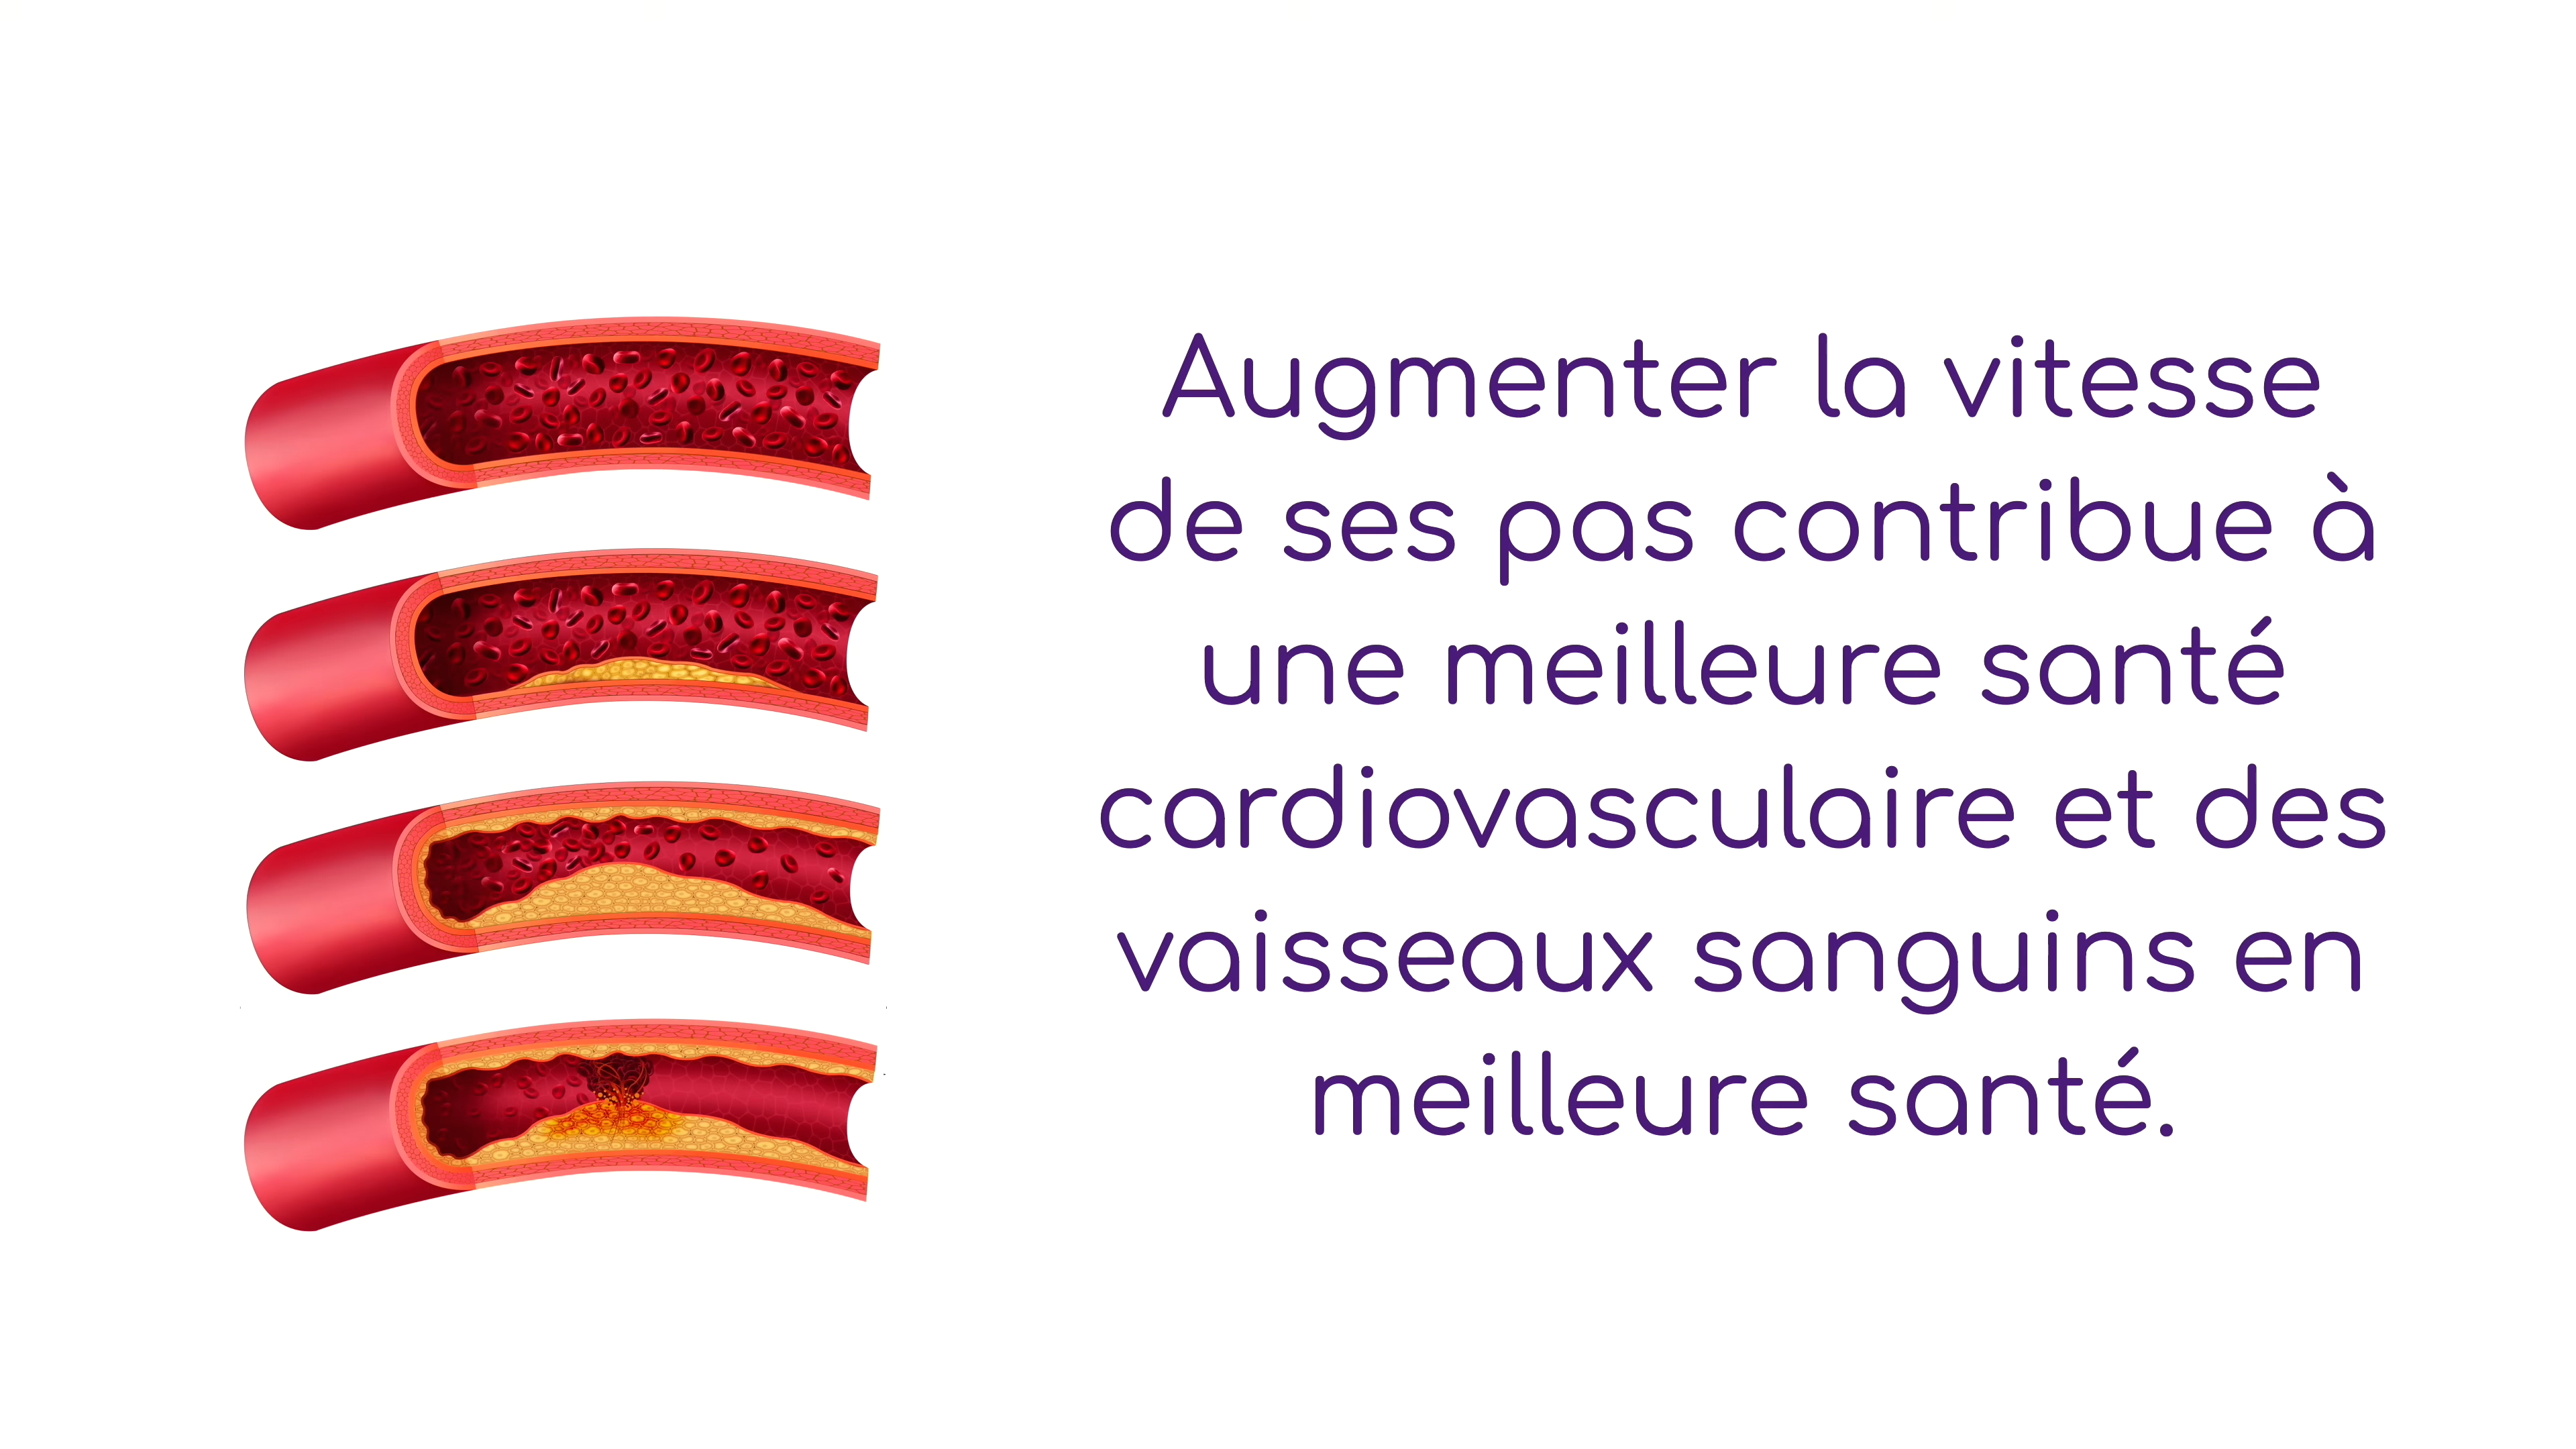 Augmenter la vitesse
de ses pas contribue à
une meilleure santé
cardiovasculaire et des
vaisseaux sanguins en
meilleure santé.